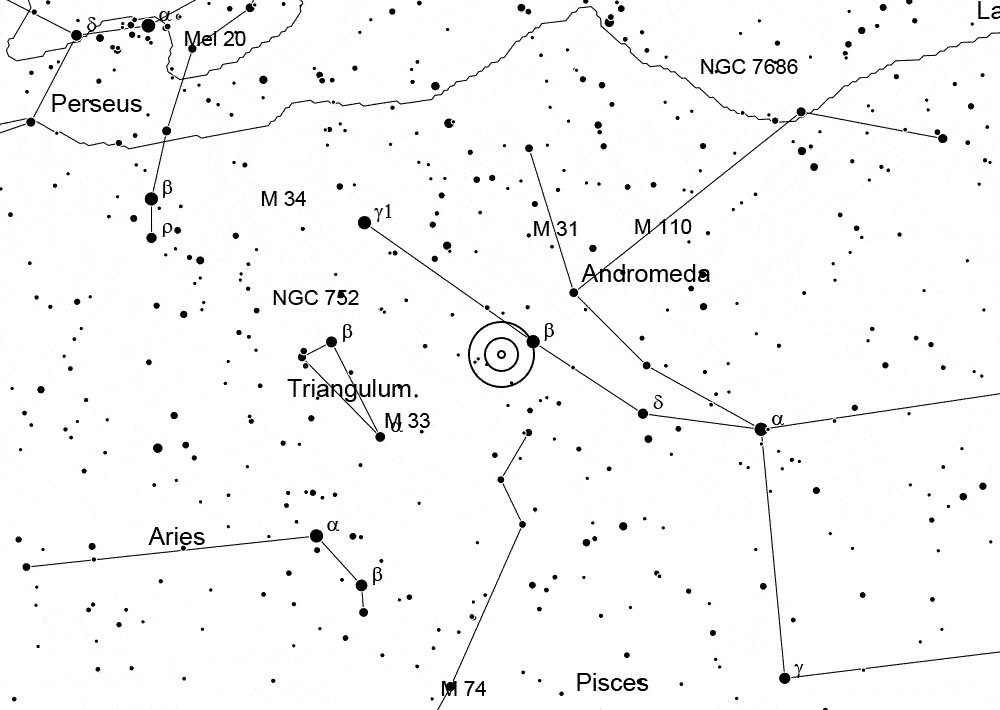 La
α
δ
Mel 20
NGC 7686
Perseus
β
M 34
γ1
ρ
M 31
M 110
Andromeda
NGC 752
β
β
Triangulum
δ
α
M 33
α
α
Aries
β
γ
M 74
Pisces